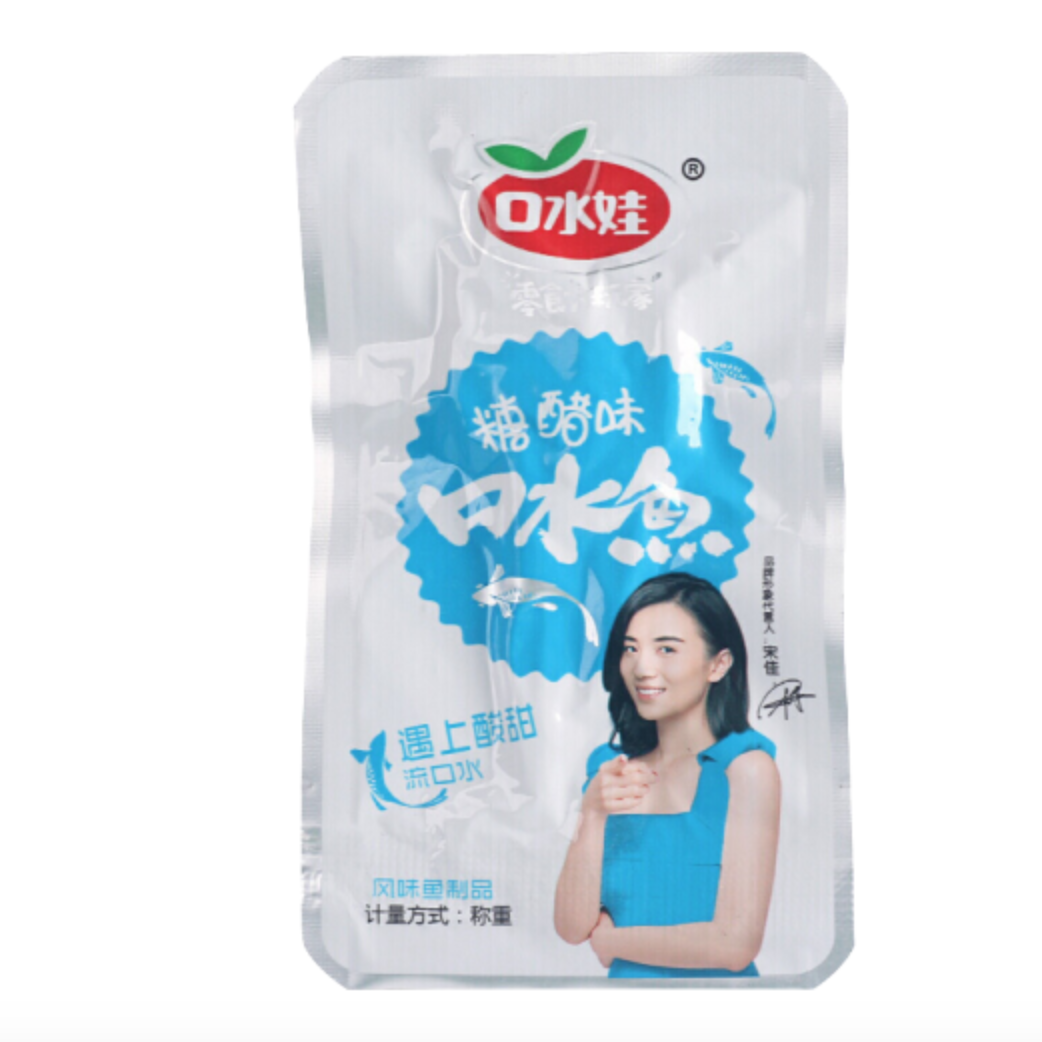 口水娃
®
糖醋味
口水鱼
品牌形象代言人：宋佳
遇上酸甜
流口水
风味鱼制品
计量方式：称重